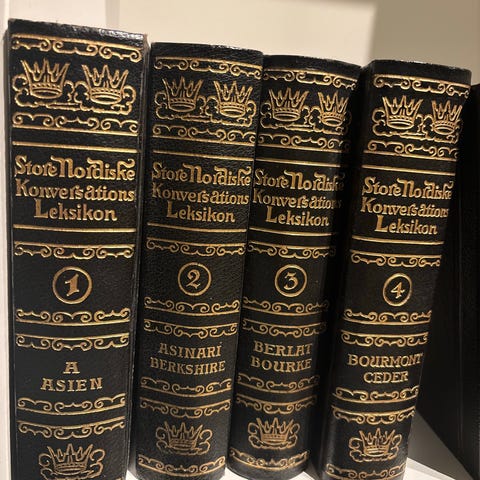 Store Nordiske
Konversations
Leksikon
1
A
ASIEN
Store Nordiske
Konversations
Leksikon
2
ASINARI
BERKSHIRE
Store Nordiske
Konversations
Leksikon
3
BERLAT
BOURKE
Store Nordiske
Konversations
Leksikon
4
BOURMONT
CEDER